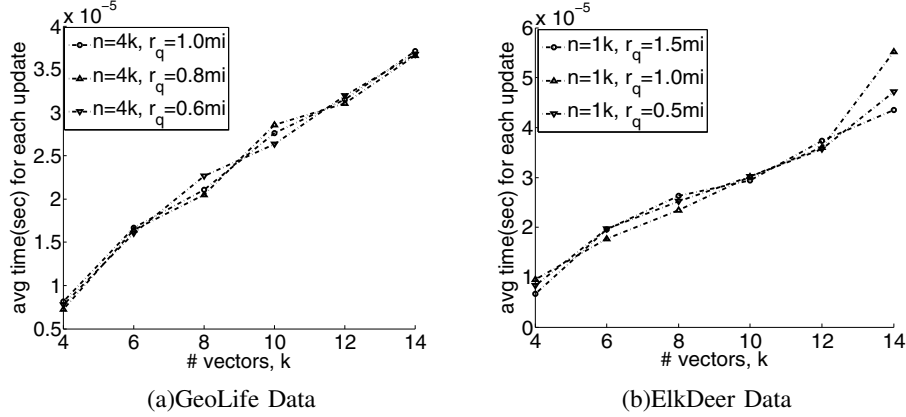 x 10⁻⁵
4
3.5
3
2.5
2
1.5
1
0.5
avg time(sec) for each update
n=4k, r_q=1.0mi
n=4k, r_q=0.8mi
n=4k, r_q=0.6mi
4 6 8 10 12 14
# vectors, k
(a)GeoLife Data
x 10⁻⁵
6
5
4
3
2
1
0
avg time(sec) for each update
n=1k, r_q=1.5mi
n=1k, r_q=1.0mi
n=1k, r_q=0.5mi
4 6 8 10 12 14
# vectors, k
(b)ElkDeer Data